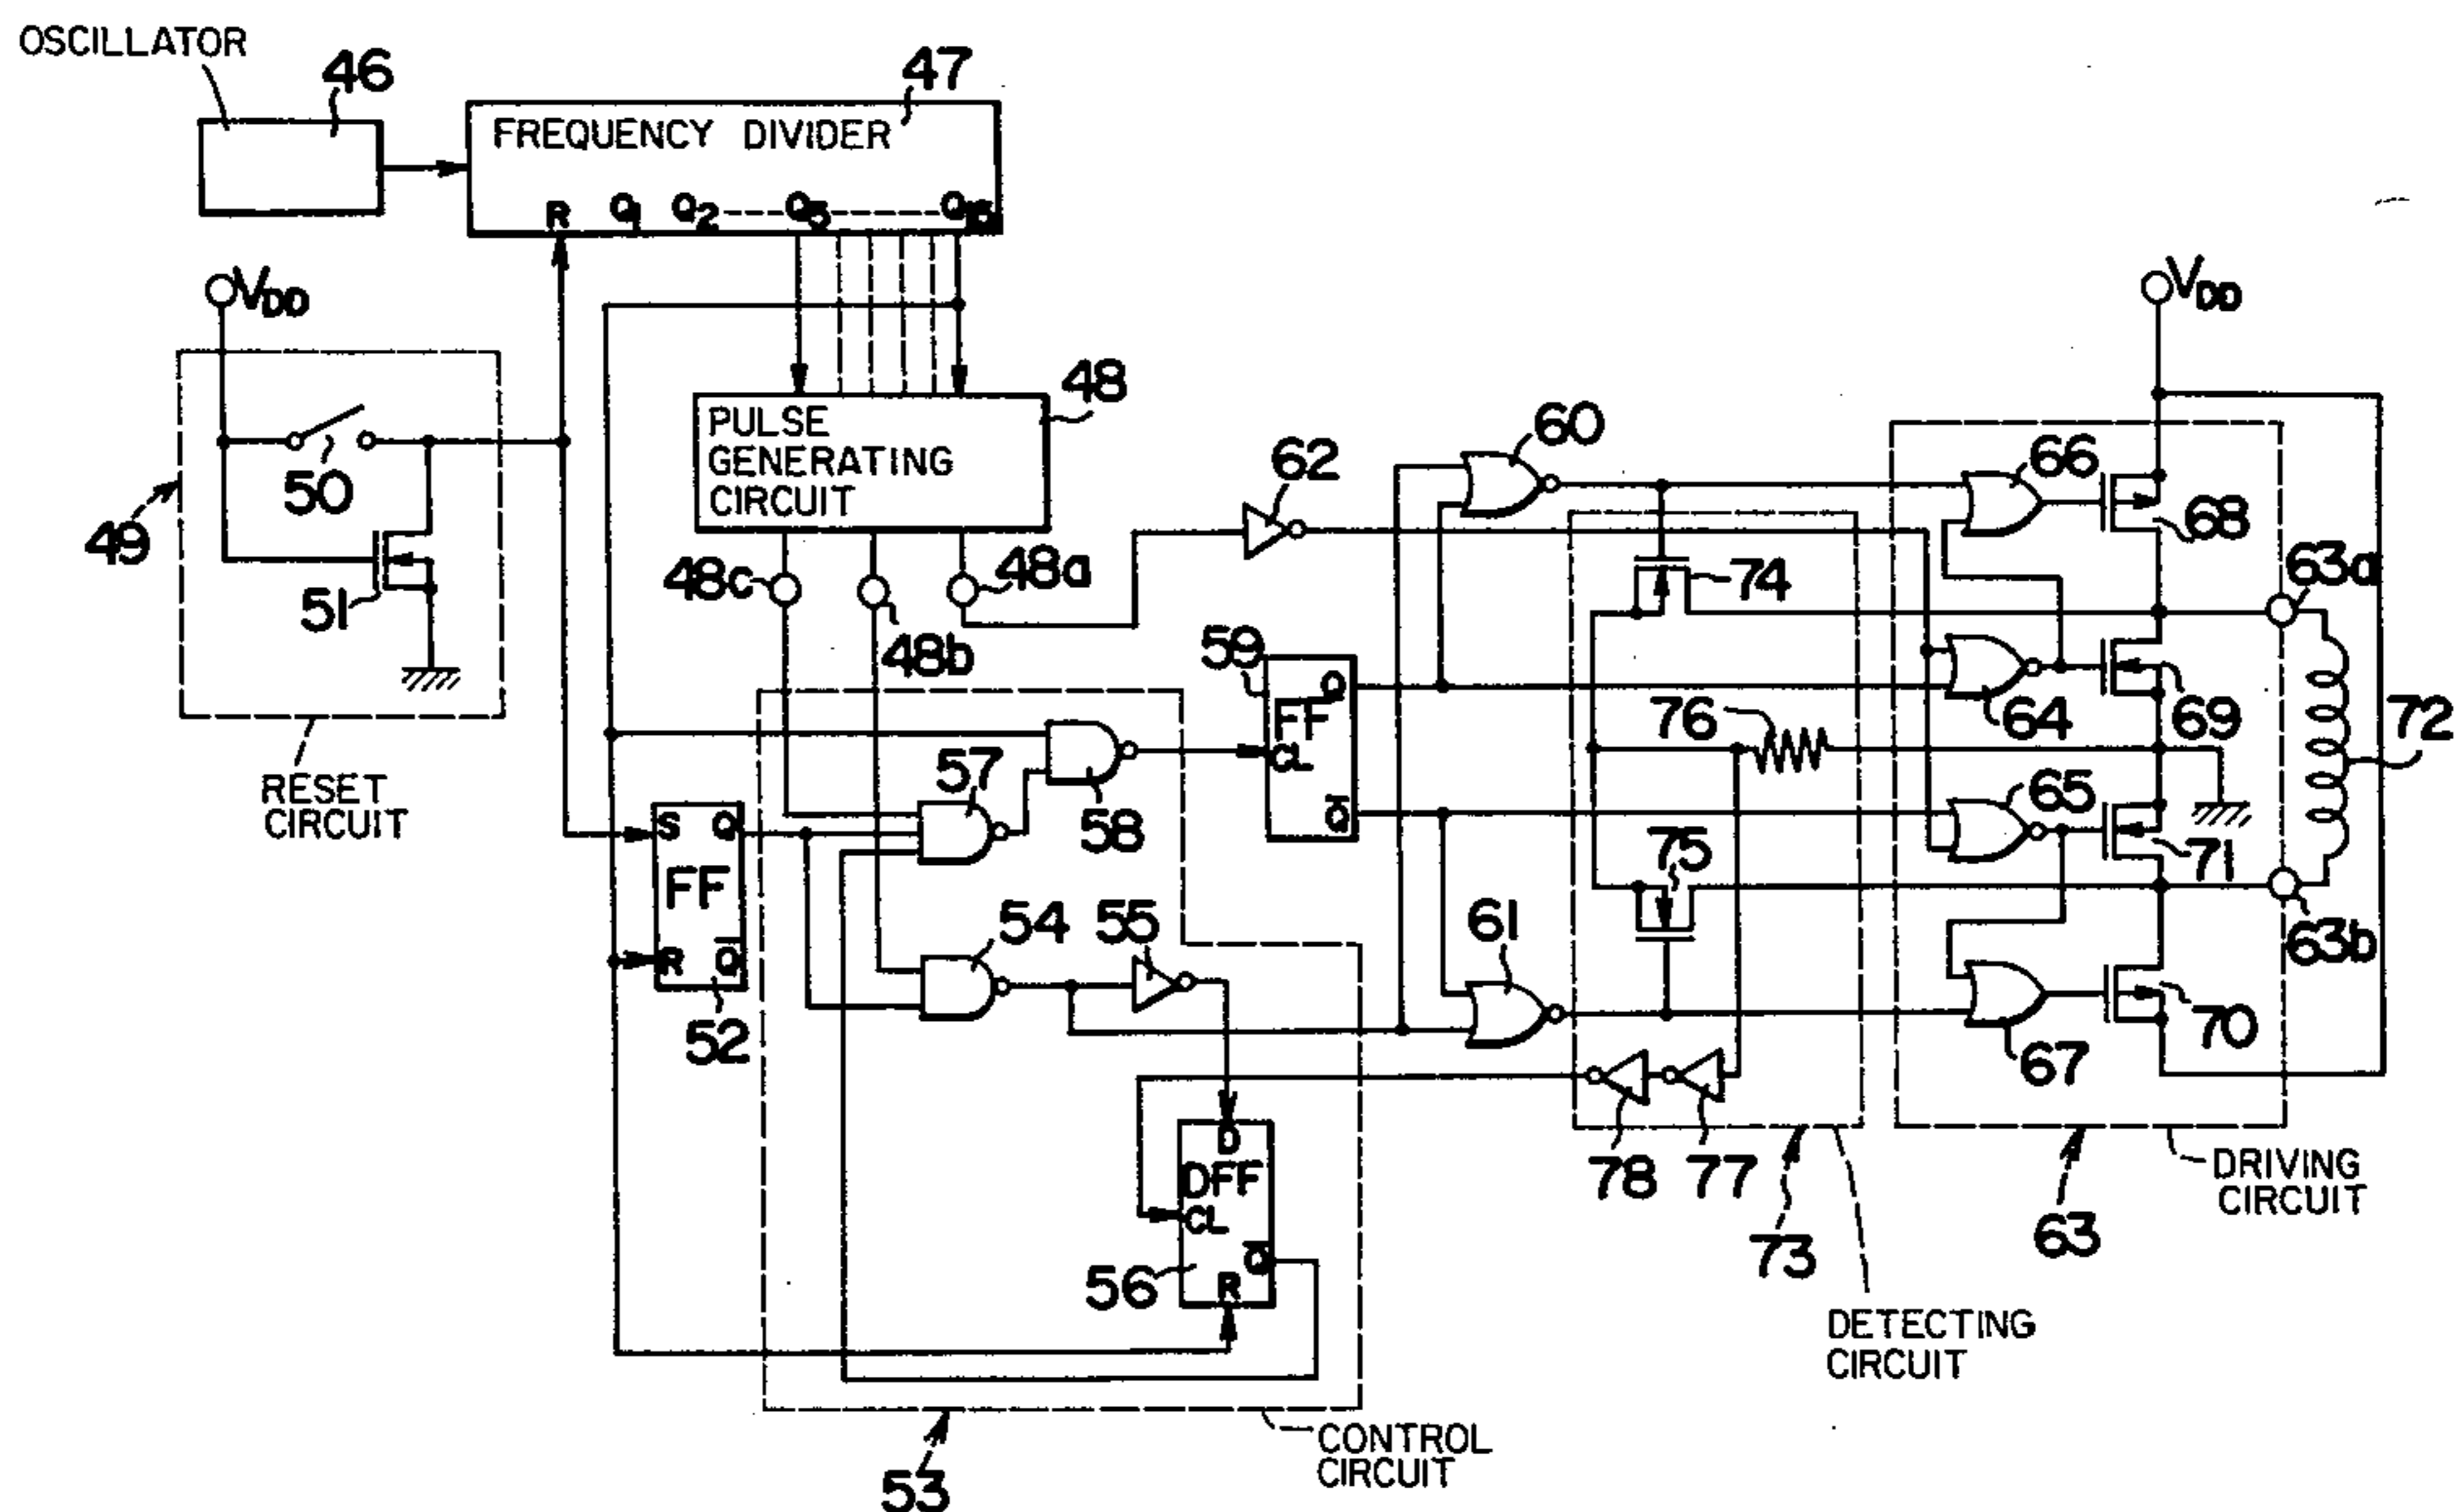 OSCILLATOR
46
47
FREQUENCY DIVIDER
R Q1 Q2 Q5 Q16
VDD
VDD
48
PULSE
GENERATING
CIRCUIT
49
50
51
RESET
CIRCUIT
48c
48b
48a
62
60
66
68
74
63a
59
Q
FF
CL
Q̅
64
69
76
72
57
58
65
71
75
S Q
FF
R Q̅
52
54
55
61
63b
67
70
D
DFF
CL
Q̅
R
56
78
77
73
63
DRIVING
CIRCUIT
DETECTING
CIRCUIT
CONTROL
CIRCUIT
53